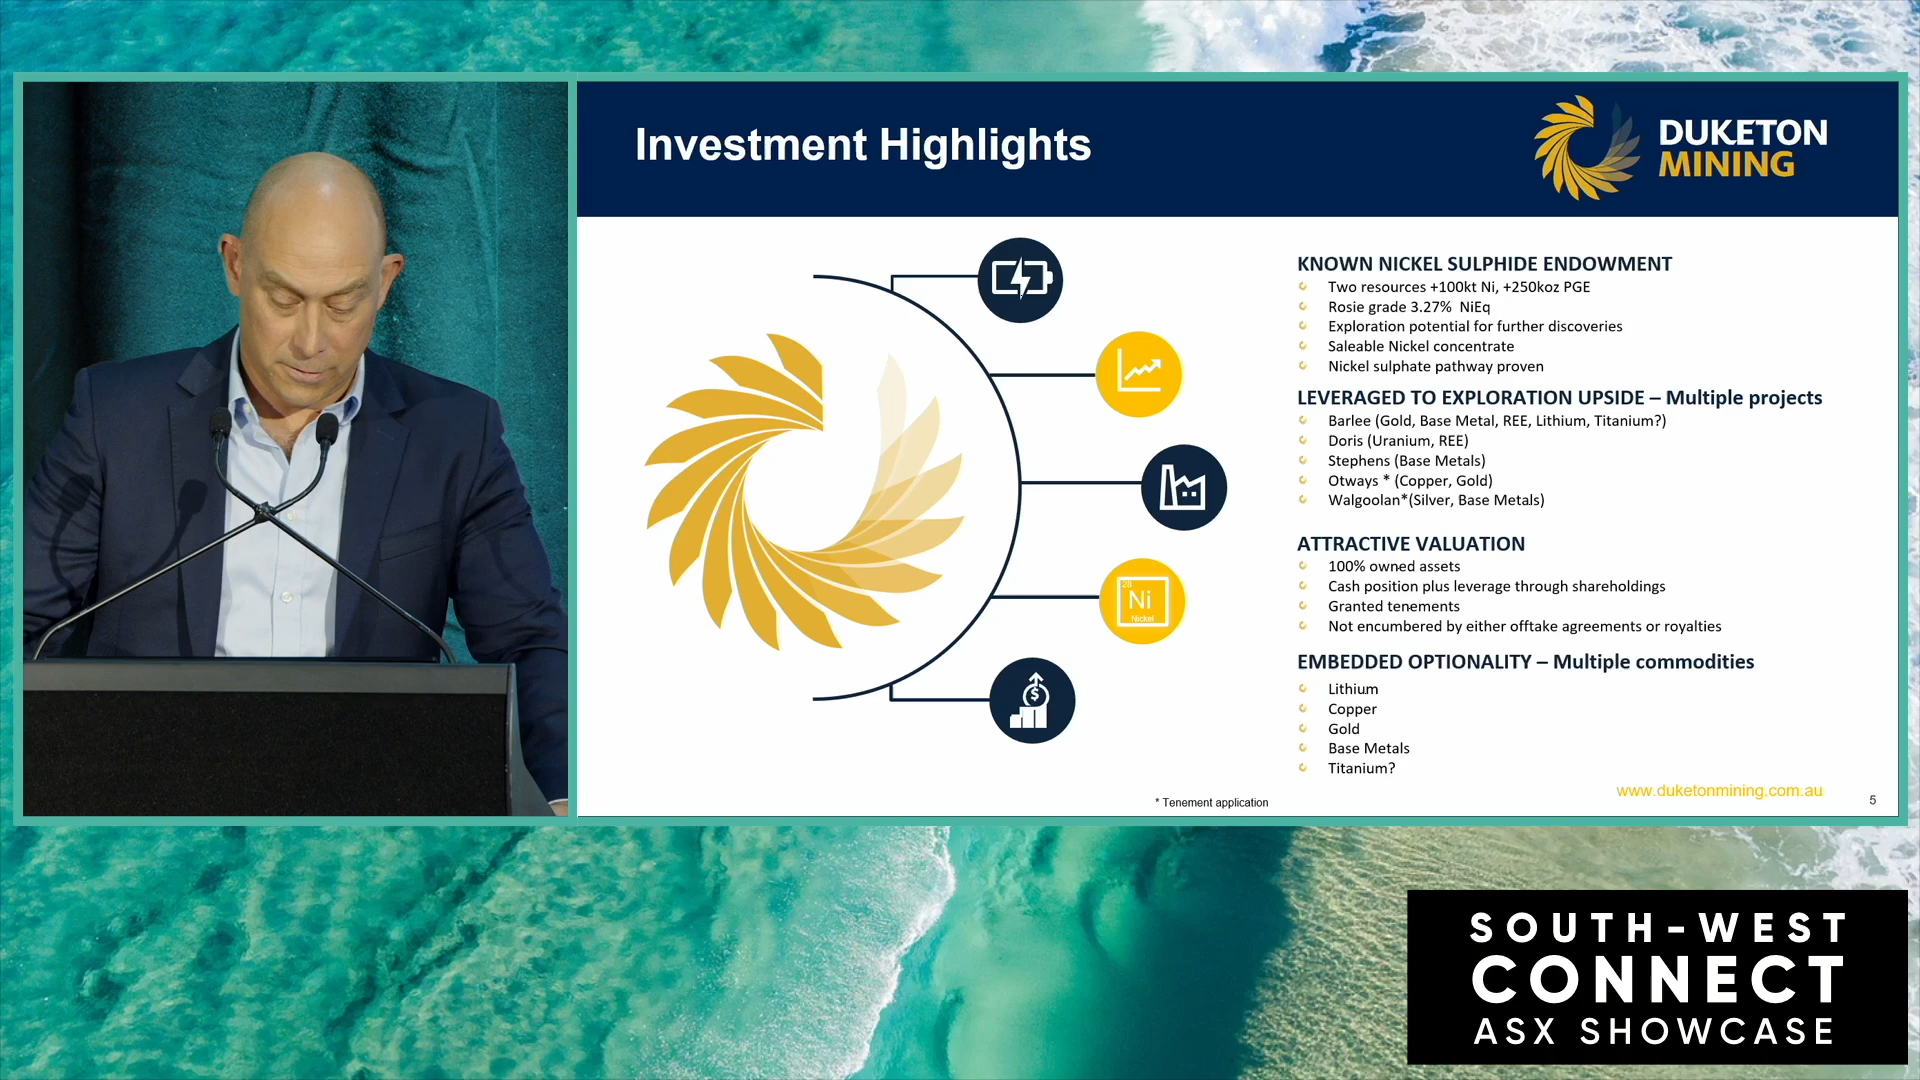 Investment Highlights
DUKETON
MINING
KNOWN NICKEL SULPHIDE ENDOWMENT
Two resources +100kt Ni, +250koz PGE
Rosie grade 3.27% NiEq
Exploration potential for further discoveries
Saleable Nickel concentrate
Nickel sulphate pathway proven
LEVERAGED TO EXPLORATION UPSIDE – Multiple projects
Barlee (Gold, Base Metal, REE, Lithium, Titanium?)
Doris (Uranium, REE)
Stephens (Base Metals)
Otways * (Copper, Gold)
Walgoolan*(Silver, Base Metals)
ATTRACTIVE VALUATION
100% owned assets
Cash position plus leverage through shareholdings
Granted tenements
Not encumbered by either offtake agreements or royalties
EMBEDDED OPTIONALITY – Multiple commodities
Lithium
Copper
Gold
Base Metals
Titanium?
28
Ni
Nickel
$
www.duketonmining.com.au
* Tenement application
5
SOUTH-WEST
CONNECT
ASX SHOWCASE